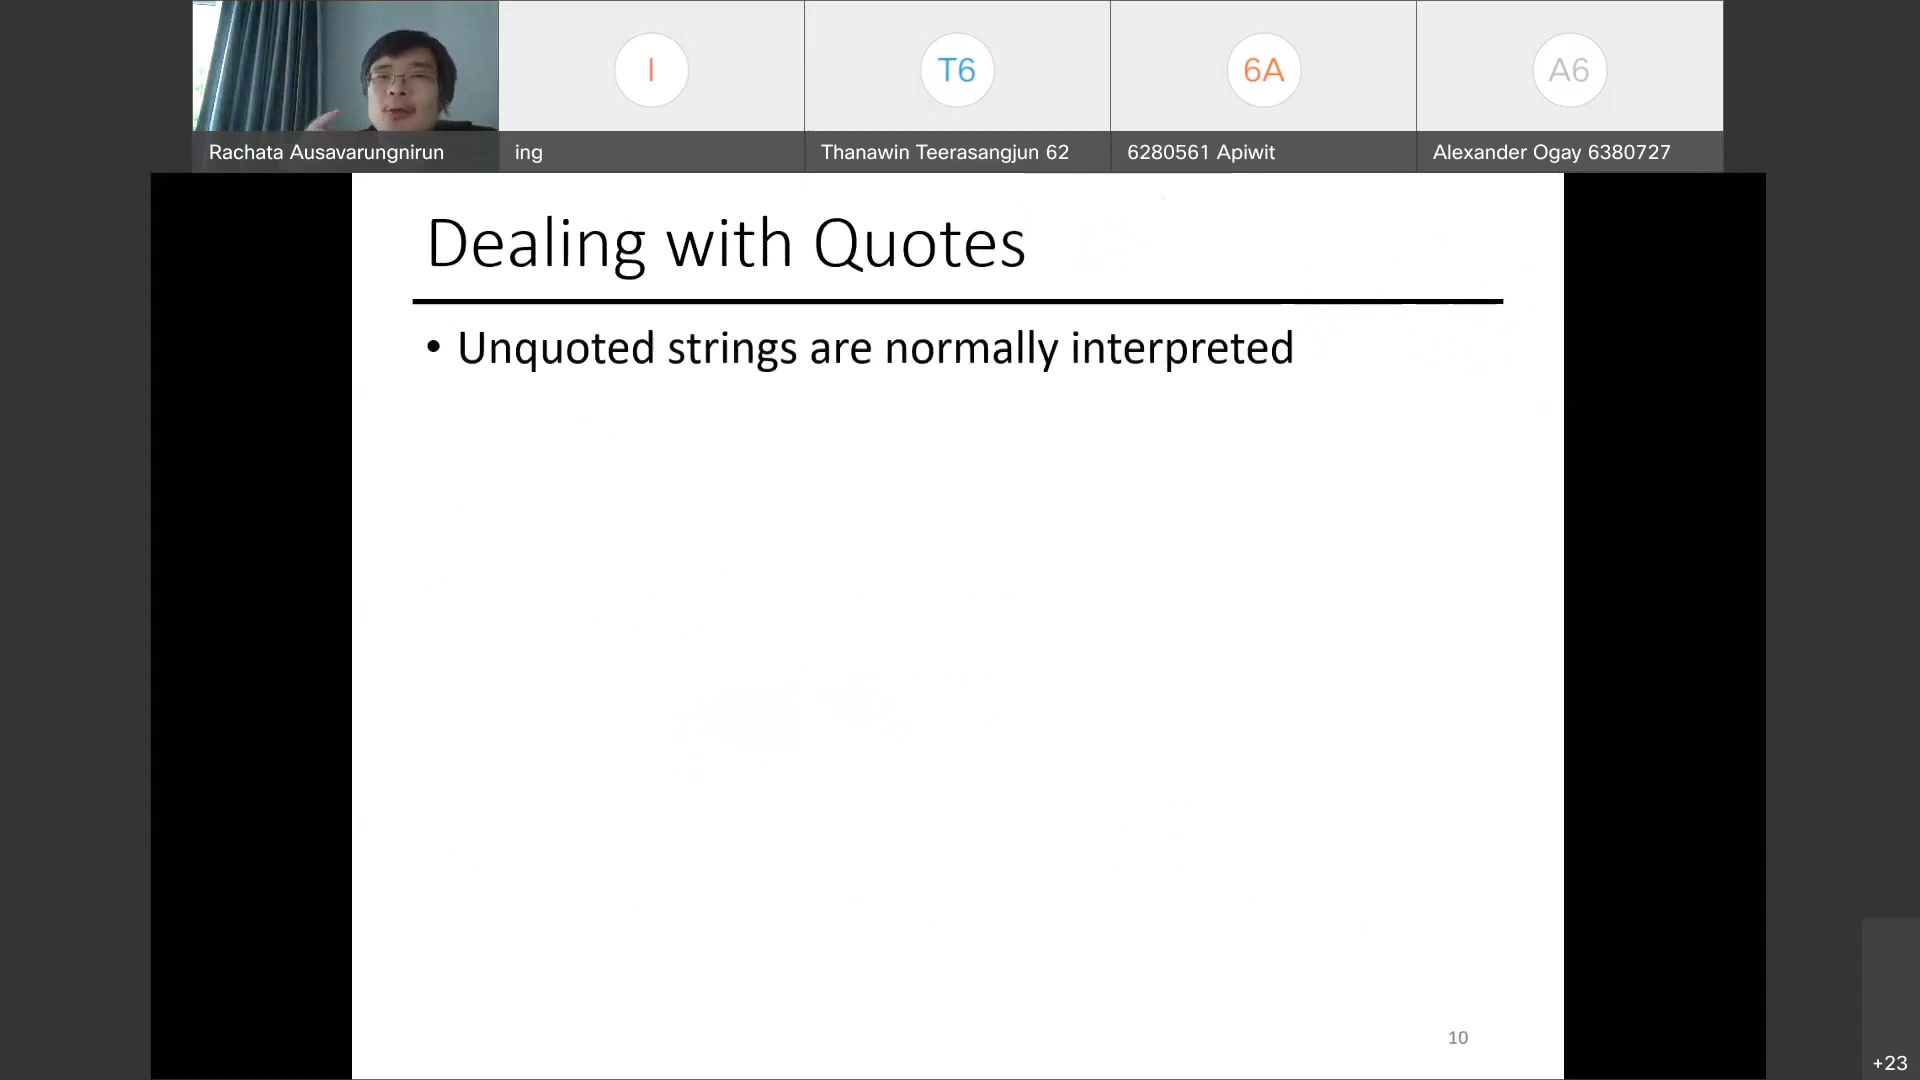 I
T6
6A
A6
Rachata Ausavarungnirun
ing
Thanawin Teerasangjun 62
6280561 Apiwit
Alexander Ogay 6380727
Dealing with Quotes
• Unquoted strings are normally interpreted
10
+23